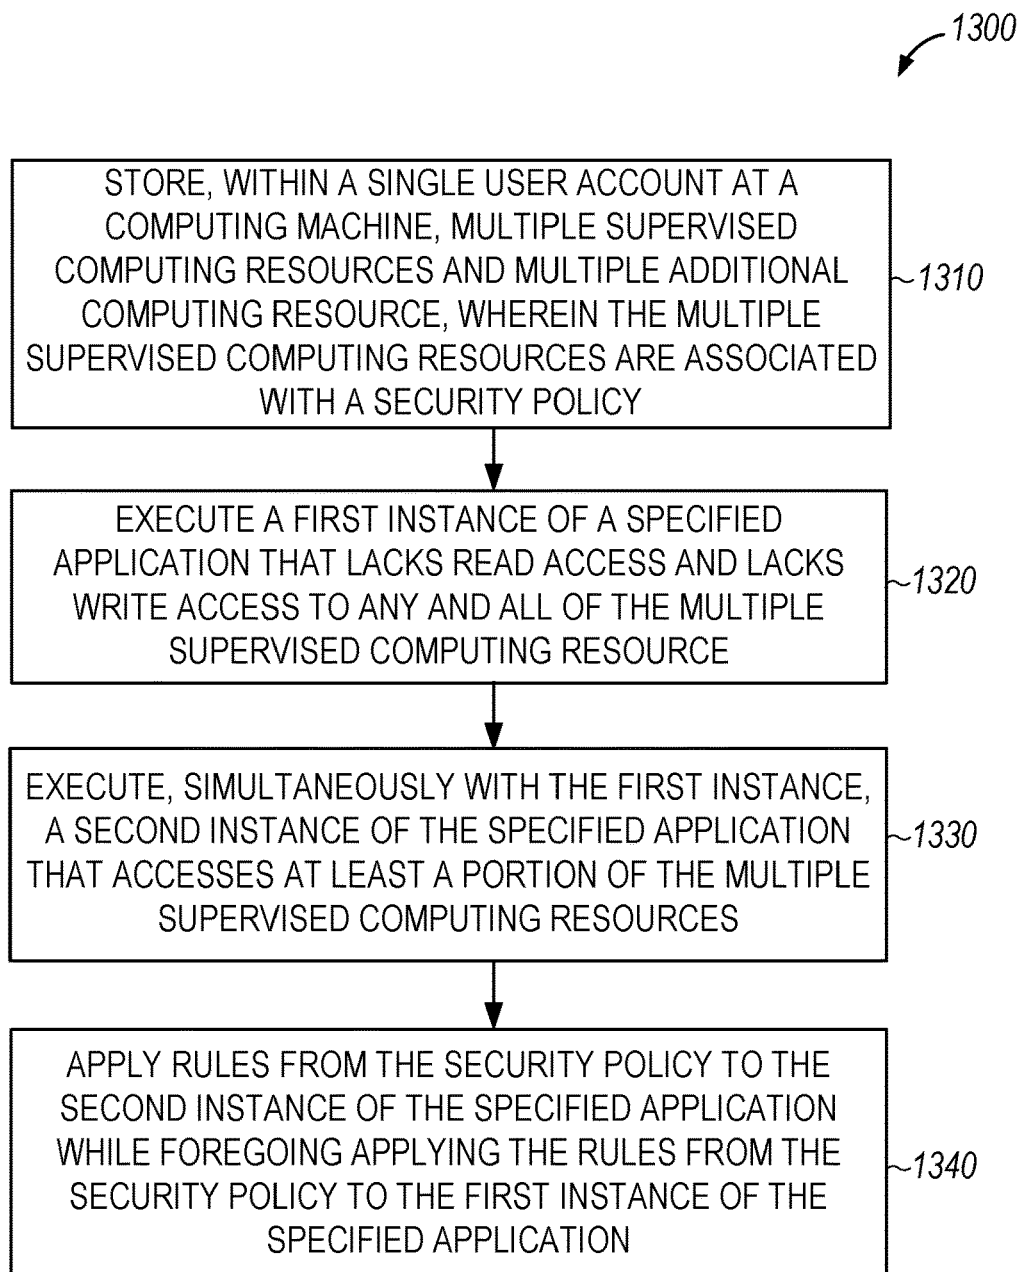 1300
STORE, WITHIN A SINGLE USER ACCOUNT AT A
COMPUTING MACHINE, MULTIPLE SUPERVISED
COMPUTING RESOURCES AND MULTIPLE ADDITIONAL
COMPUTING RESOURCE, WHEREIN THE MULTIPLE
SUPERVISED COMPUTING RESOURCES ARE ASSOCIATED
WITH A SECURITY POLICY
1310
EXECUTE A FIRST INSTANCE OF A SPECIFIED
APPLICATION THAT LACKS READ ACCESS AND LACKS
WRITE ACCESS TO ANY AND ALL OF THE MULTIPLE
SUPERVISED COMPUTING RESOURCE
1320
EXECUTE, SIMULTANEOUSLY WITH THE FIRST INSTANCE,
A SECOND INSTANCE OF THE SPECIFIED APPLICATION
THAT ACCESSES AT LEAST A PORTION OF THE MULTIPLE
SUPERVISED COMPUTING RESOURCES
1330
APPLY RULES FROM THE SECURITY POLICY TO THE
SECOND INSTANCE OF THE SPECIFIED APPLICATION
WHILE FOREGOING APPLYING THE RULES FROM THE
SECURITY POLICY TO THE FIRST INSTANCE OF THE
SPECIFIED APPLICATION
1340